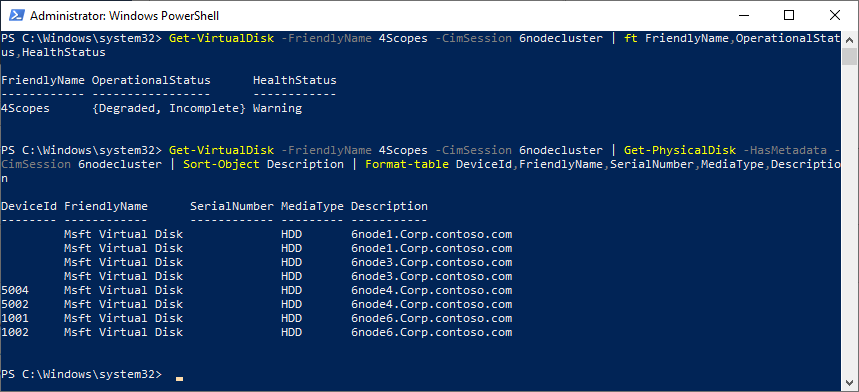 Administrator: Windows PowerShell
PS C:\Windows\system32> Get-VirtualDisk -FriendlyName 4Scopes -CimSession 6nodecluster | ft FriendlyName,OperationalStat
us,HealthStatus
FriendlyName OperationalStatus      HealthStatus
------------ -----------------      ------------
4Scopes      {Degraded, Incomplete} Warning
PS C:\Windows\system32> Get-VirtualDisk -FriendlyName 4Scopes -CimSession 6nodecluster | Get-PhysicalDisk -HasMetadata -
CimSession 6nodecluster | Sort-Object Description | Format-table DeviceId,FriendlyName,SerialNumber,MediaType,Descriptio
n
DeviceId FriendlyName      SerialNumber MediaType Description
-------- ------------      ------------ --------- -----------
         Msft Virtual Disk              HDD       6node1.Corp.contoso.com
         Msft Virtual Disk              HDD       6node1.Corp.contoso.com
         Msft Virtual Disk              HDD       6node3.Corp.contoso.com
         Msft Virtual Disk              HDD       6node3.Corp.contoso.com
5004     Msft Virtual Disk              HDD       6node4.Corp.contoso.com
5002     Msft Virtual Disk              HDD       6node4.Corp.contoso.com
1001     Msft Virtual Disk              HDD       6node6.Corp.contoso.com
1002     Msft Virtual Disk              HDD       6node6.Corp.contoso.com
PS C:\Windows\system32>